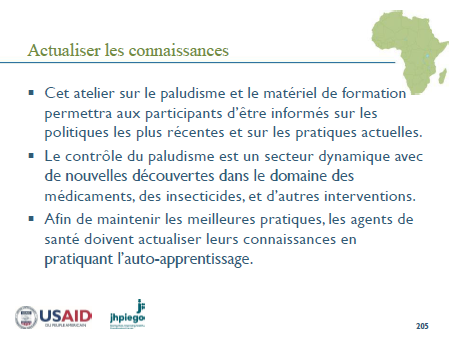 Actualiser les connaissances
▪ Cet atelier sur le paludisme et le matériel de formation
permettra aux participants d'être informés sur les
politiques les plus récentes et sur les pratiques actuelles.
▪ Le contrôle du paludisme est un secteur dynamique avec
de nouvelles découvertes dans le domaine des
médicaments, des insecticides, et d'autres interventions.
▪ Afin de maintenir les meilleures pratiques, les agents de
santé doivent actualiser leurs connaissances en
pratiquant l'auto-apprentissage.
USAID
jhpiego
205